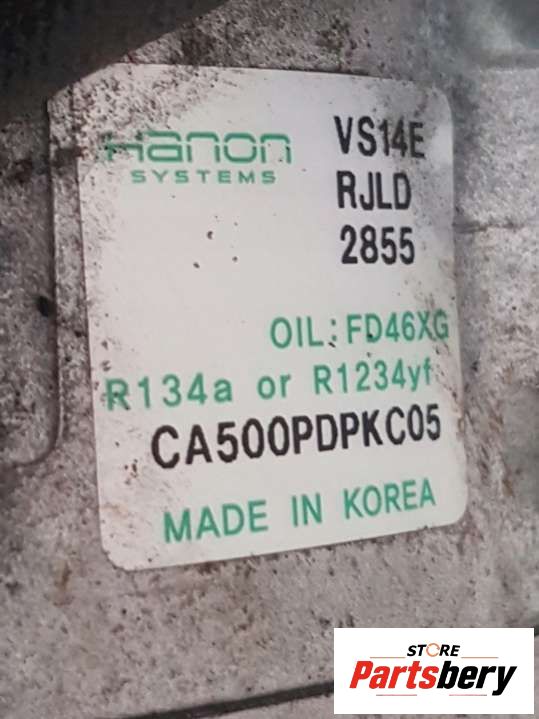 Hanon
SYSTEMS
VS14E
RJLD
2855
OIL:FD46XG
R134a or R1234yf
CA500PDPKC05
MADE IN KOREA
STORE
Partsbery